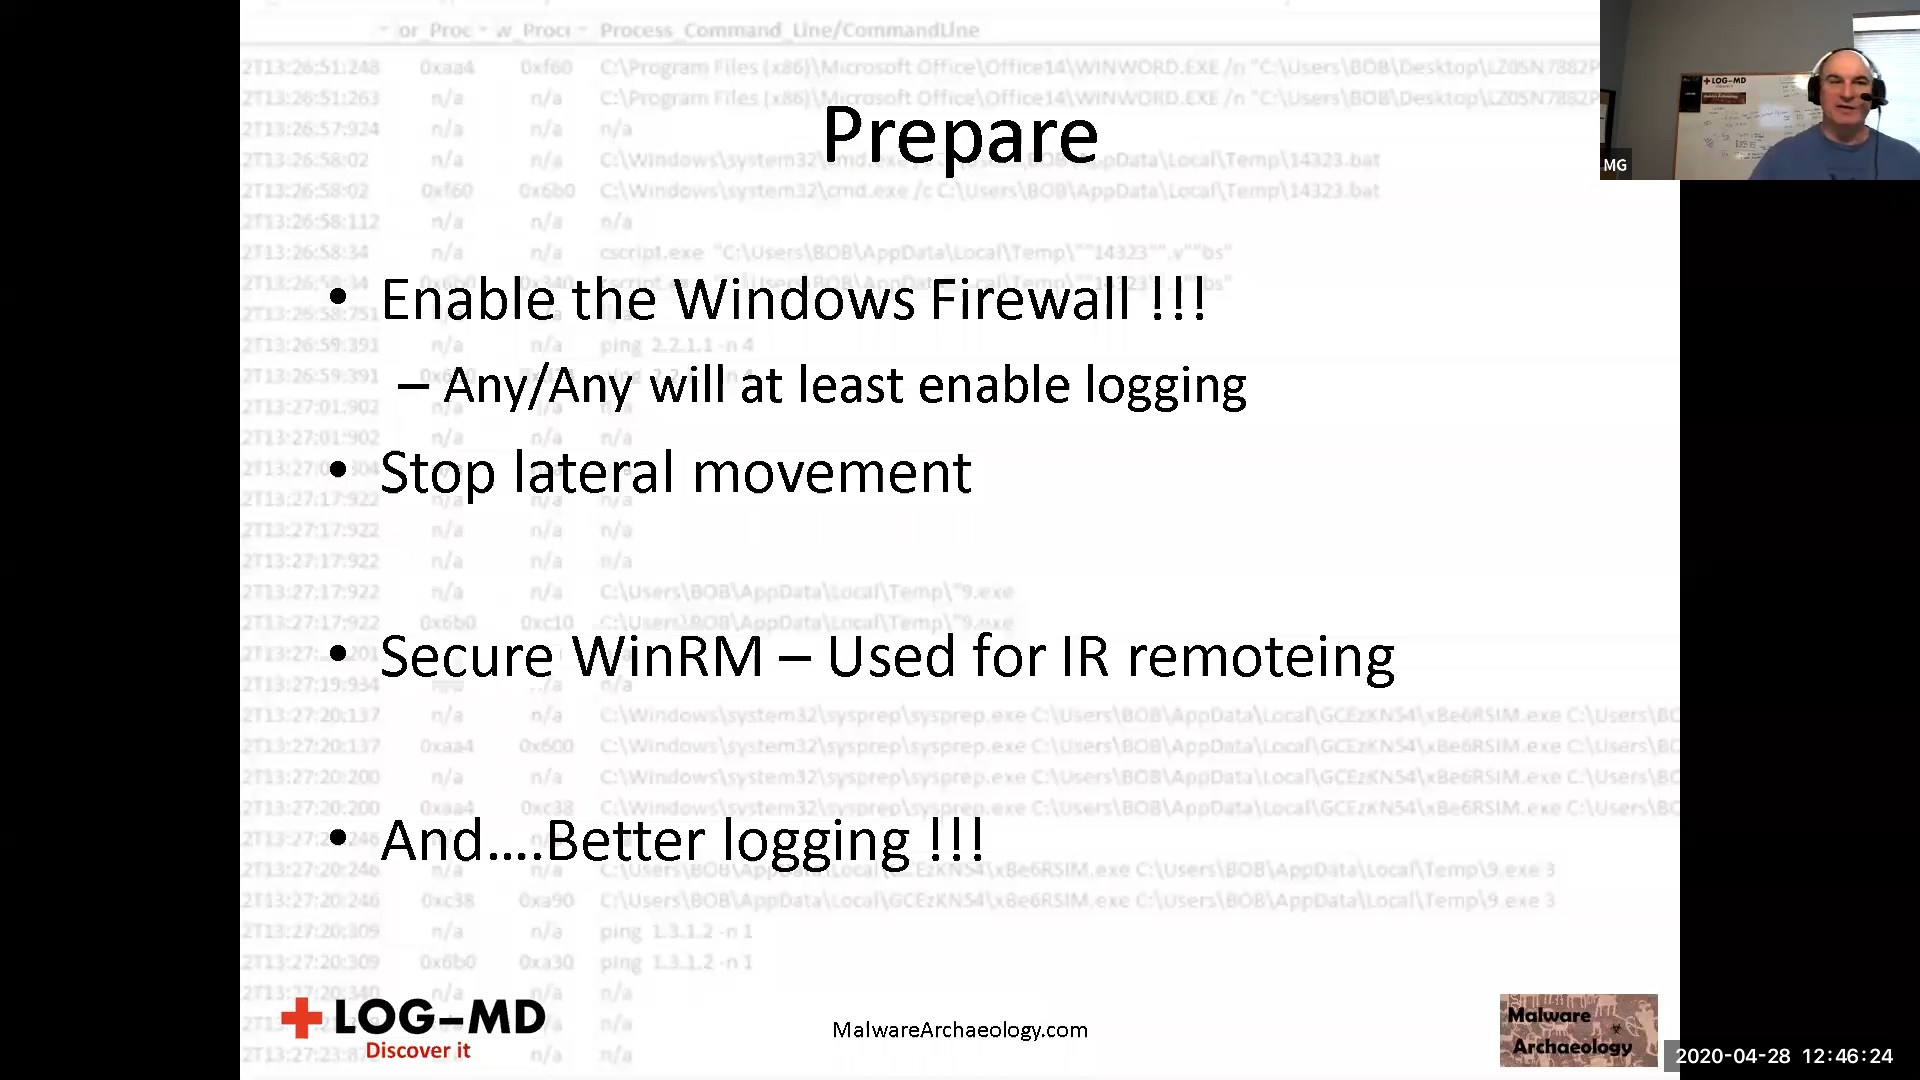 or_Proc w_Proc Process_Command_Line/CommandLine
2T13:26:51:248 0xaa4 0xf60 C:\Program Files (x86)\Microsoft Office\Office14\WINWORD.EXE /n "C:\Users\BOB\Desktop\LZ05N7882P
2T13:26:51:263 n/a n/a C:\Program Files (x86)\Microsoft Office\Office14\WINWORD.EXE /n "C:\Users\BOB\Desktop\LZ05N7882P
+LOG-MD
Prepare
2T13:26:57:924 n/a n/a n/a
2T13:26:58:02 n/a n/a
MG
2T13:26:58:02 0xf60 0x6b0 C:\Windows\system32\cmd.exe /c C:\Users\BOB\AppData\Local\Temp\14323.bat
2T13:26:58:112 n/a n/a n/a
2T13:26:58:34 n/a n/a cscript.exe "C:\Users\BOB\AppData\Local\Temp\""14323"".v""bs"
• Enable the Windows Firewall !!!
2T13:26:59:391 n/a n/a ping 2.2.1.1 -n 4
– Any/Any will at least enable logging
2T13:27:01:902
2T13:27:01:902 n/a n/a n/a
• Stop lateral movement
2T13:27:17:922 n/a n/a n/a
2T13:27:17:922 n/a n/a n/a
2T13:27:17:922 n/a n/a n/a
2T13:27:17:922 n/a n/a C:\Users\BOB\AppData\Local\Temp\"9.exe
2T13:27:17:922 0x6b0 0xc10 C:\Users\BOB\AppData\Local\Temp\"9.exe
• Secure WinRM – Used for IR remoteing
2T13:27:19:934 n/a
2T13:27:20:137 n/a n/a C:\Windows\system32\sysprep\sysprep.exe C:\Users\BOB\AppData\Local\GCEzKN54\xBe6RSIM.exe C:\Users\BO
2T13:27:20:137 0xaa4 0x600 C:\Windows\system32\sysprep\sysprep.exe C:\Users\BOB\AppData\Local\GCEzKN54\xBe6RSIM.exe C:\Users\BO
2T13:27:20:200 n/a n/a C:\Windows\system32\sysprep\sysprep.exe C:\Users\BOB\AppData\Local\GCEzKN54\xBe6RSIM.exe C:\Users\BO
2T13:27:20:200 0xaa4 0xc38 C:\Windows\system32\sysprep\sysprep.exe C:\Users\BOB\AppData\Local\GCEzKN54\xBe6RSIM.exe C:\Users\BO
• And....Better logging !!!
2T13:27:20:246 n/a n/a C:\Users\BOB\AppData\Local\GCEzKN54\xBe6RSIM.exe C:\Users\BOB\AppData\Local\Temp\9.exe 3
2T13:27:20:246 0xc38 0xa90 C:\Users\BOB\AppData\Local\GCEzKN54\xBe6RSIM.exe C:\Users\BOB\AppData\Local\Temp\9.exe 3
2T13:27:20:309 n/a n/a ping 1.3.1.2 -n 1
2T13:27:20:309 0x6b0 0xa30 ping 1.3.1.2 -n 1
2T13:27:20:340 n/a n/a n/a
LOG-MD
Discover it
n/a n/a
MalwareArchaeology.com
Malware
Archaeology
n/a n/a
2020-04-28 12:46:24